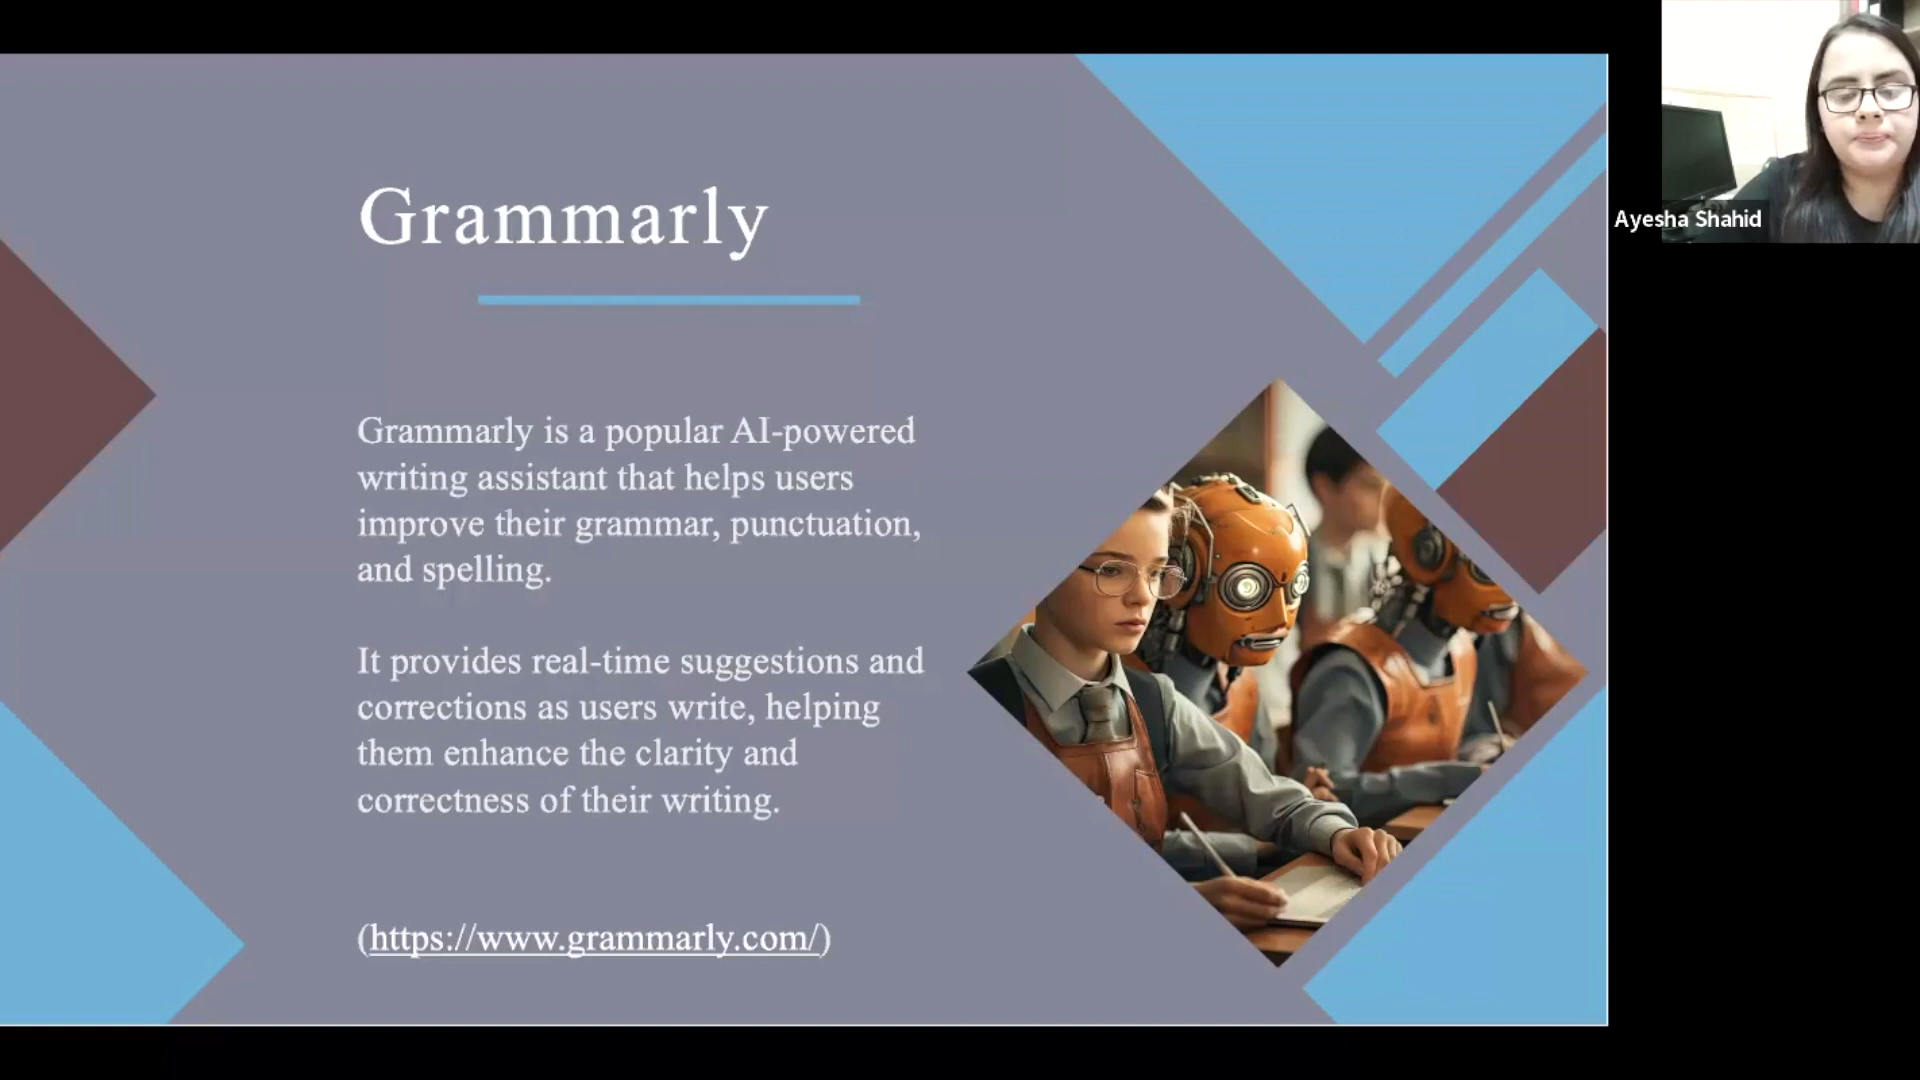 Grammarly
Grammarly is a popular AI-powered
writing assistant that helps users
improve their grammar, punctuation,
and spelling.
It provides real-time suggestions and
corrections as users write, helping
them enhance the clarity and
correctness of their writing.
(https://www.grammarly.com/)
Ayesha Shahid